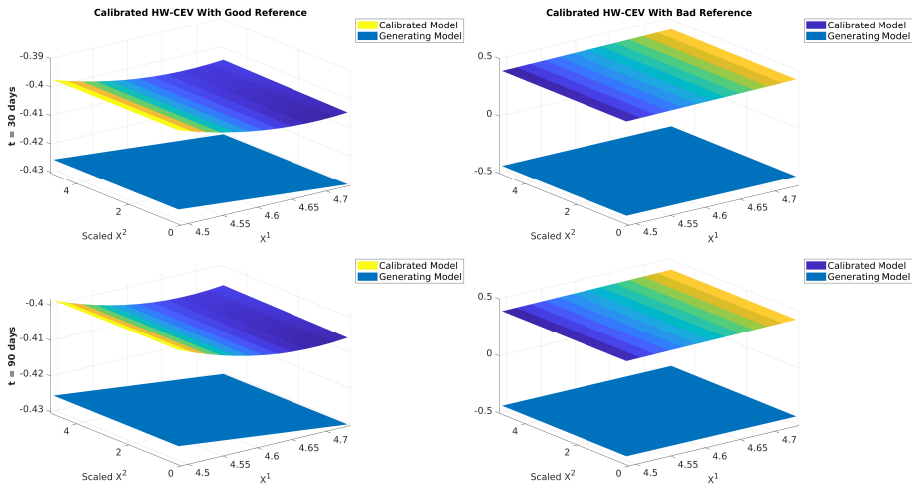 Calibrated HW-CEV With Good Reference
Calibrated Model
Generating Model
-0.39
-0.4
-0.41
-0.42
-0.43
t = 30 days
4
2
0
Scaled X²
4.5
4.55
4.6
4.65
4.7
X¹
Calibrated HW-CEV With Bad Reference
Calibrated Model
Generating Model
0.5
0
-0.5
4
2
0
Scaled X²
4.5
4.55
4.6
4.65
4.7
X¹
Calibrated Model
Generating Model
-0.4
-0.41
-0.42
-0.43
t = 90 days
4
2
0
Scaled X²
4.5
4.55
4.6
4.65
4.7
X¹
Calibrated Model
Generating Model
0.5
0
-0.5
4
2
0
Scaled X²
4.5
4.55
4.6
4.65
4.7
X¹